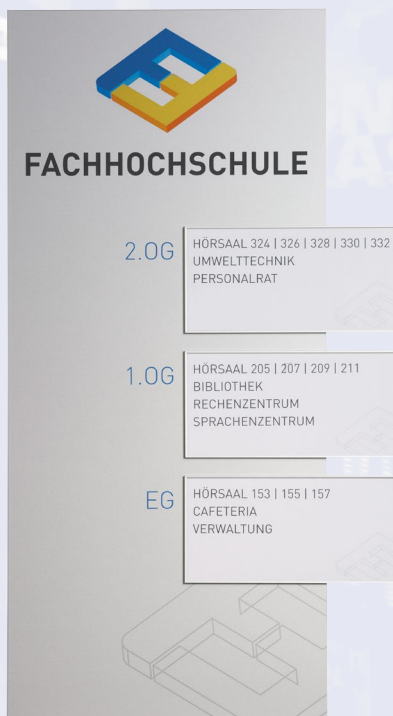 FACHHOCHSCHULE
2.OG
HÖRSAAL 324 | 326 | 328 | 330 | 332
UMWELTTECHNIK
PERSONALRAT
1.OG
HÖRSAAL 205 | 207 | 209 | 211
BIBLIOTHEK
RECHENZENTRUM
SPRACHENZENTRUM
EG
HÖRSAAL 153 | 155 | 157
CAFETERIA
VERWALTUNG